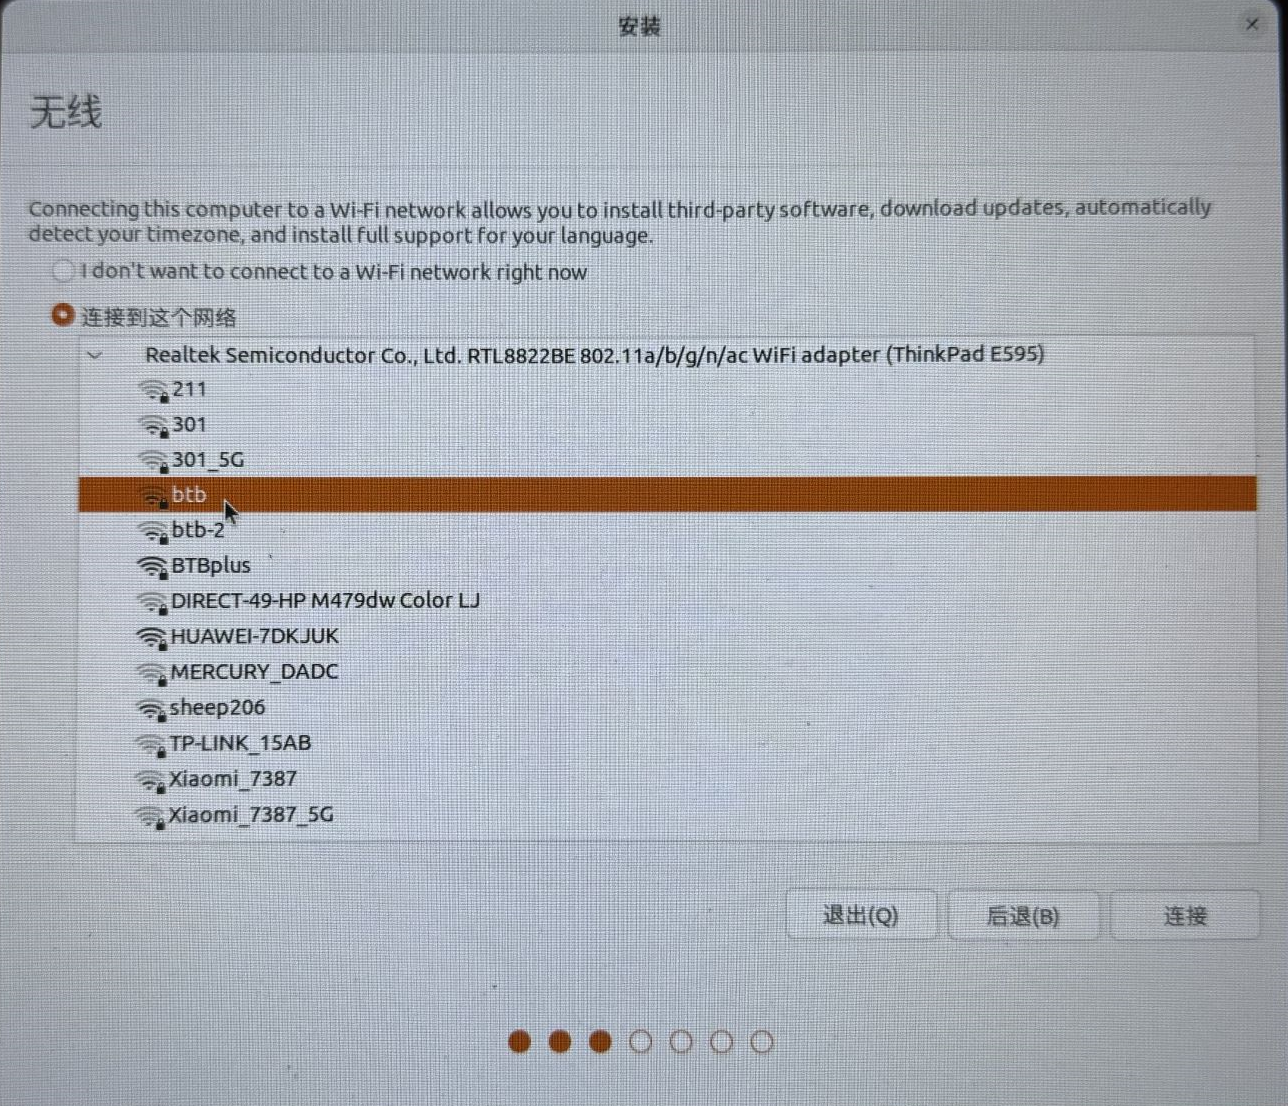 安装
无线
Connecting this computer to a Wi-Fi network allows you to install third-party software, download updates, automatically
detect your timezone, and install full support for your language.
I don't want to connect to a Wi-Fi network right now
连接到这个网络
Realtek Semiconductor Co., Ltd. RTL8822BE 802.11a/b/g/n/ac WiFi adapter (ThinkPad E595)
211
301
301_5G
btb
btb-2
BTBplus
DIRECT-49-HP M479dw Color LJ
HUAWEI-7DKJUK
MERCURY_DADC
sheep206
TP-LINK_15AB
Xiaomi_7387
Xiaomi_7387_5G
退出(Q) 后退(B) 连接